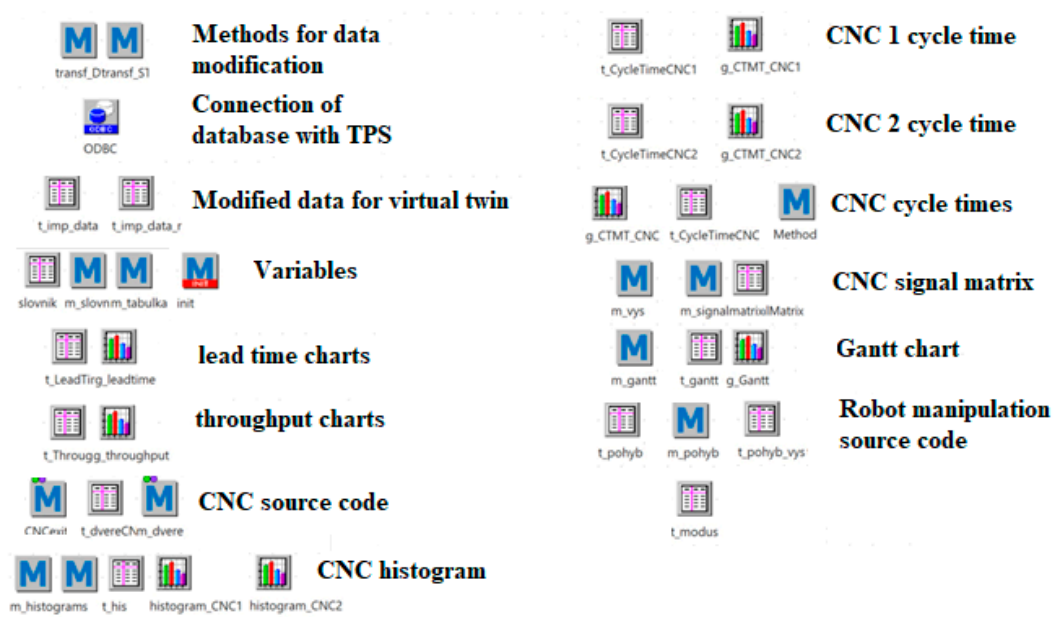 Methods for data
modification
transf_Dtransf_S1
Connection of
database with TPS
ODBC
ODBC
Modified data for virtual twin
t_imp_data t_imp_data_r
Variables
INIT
slovnik m_slovnm_tabulka init
lead time charts
t_LeadTirg_leadtime
throughput charts
t_Througg_throughput
CNC source code
CNCexit t_dvereCNm_dvere
CNC histogram
m_histograms t_his histogram_CNC1 histogram_CNC2
CNC 1 cycle time
t_CycleTimeCNC1 g_CTMT_CNC1
CNC 2 cycle time
t_CycleTimeCNC2 g_CTMT_CNC2
CNC cycle times
g_CTMT_CNC t_CycleTimeCNC Method
CNC signal matrix
m_vys m_signalmatrixlMatrix
Gantt chart
m_gantt t_gantt g_Gantt
Robot manipulation
source code
t_pohyb m_pohyb t_pohyb_vys
t_modus